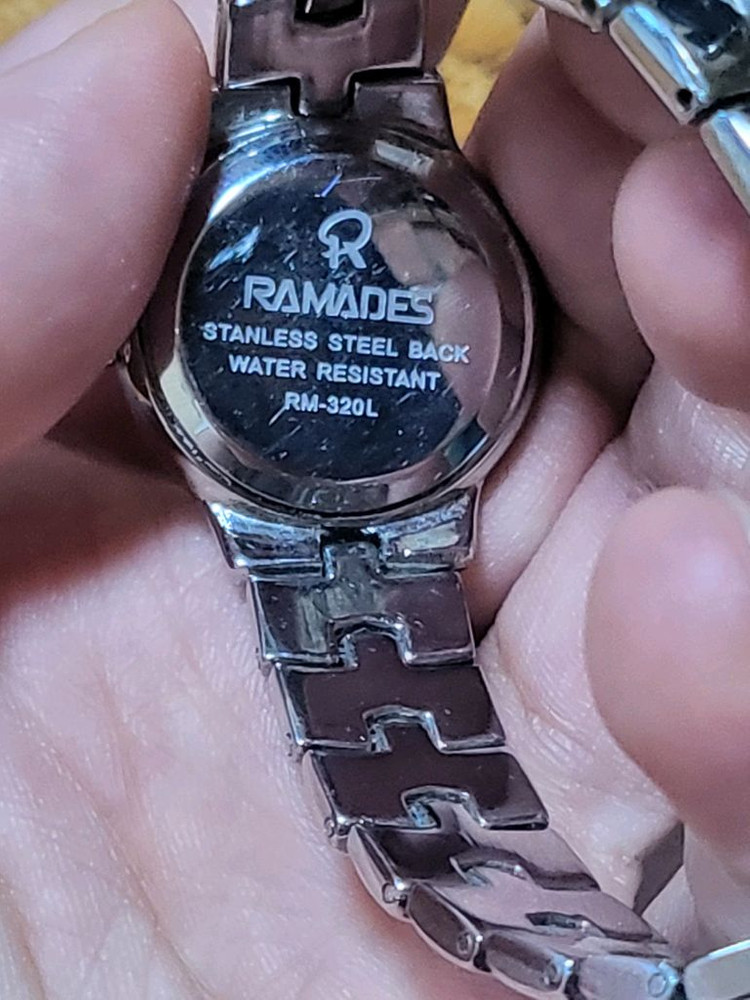 R
RAMADES
STANLESS STEEL BACK
WATER RESISTANT
RM-320L